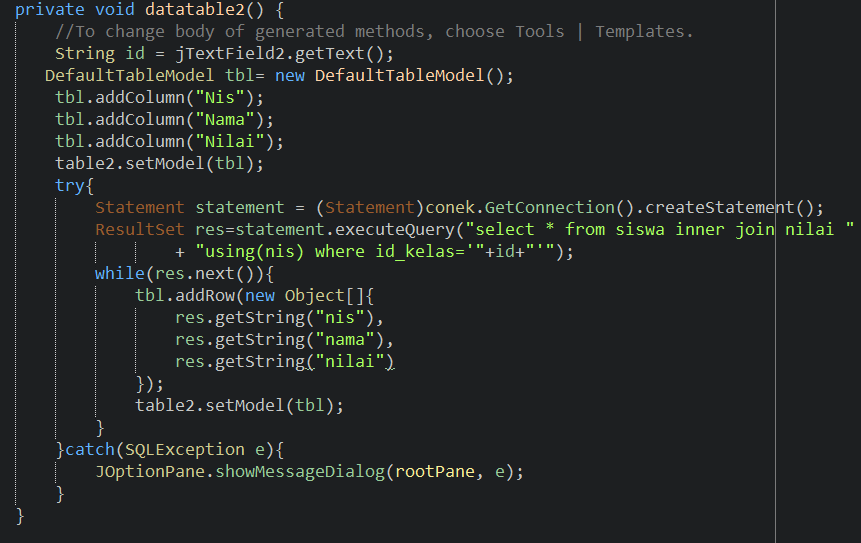 private void datatable2() {
//To change body of generated methods, choose Tools | Templates.
String id = jTextField2.getText();
DefaultTableModel tbl= new DefaultTableModel();
tbl.addColumn("Nis");
tbl.addColumn("Nama");
tbl.addColumn("Nilai");
table2.setModel(tbl);
try{
Statement statement = (Statement)conek.GetConnection().createStatement();
ResultSet res=statement.executeQuery("select * from siswa inner join nilai "
+ "using(nis) where id_kelas='"+id+"'");
while(res.next()){
tbl.addRow(new Object[]{
res.getString("nis"),
res.getString("nama"),
res.getString("nilai")
});
table2.setModel(tbl);
}
}catch(SQLException e){
JOptionPane.showMessageDialog(rootPane, e);
}
}